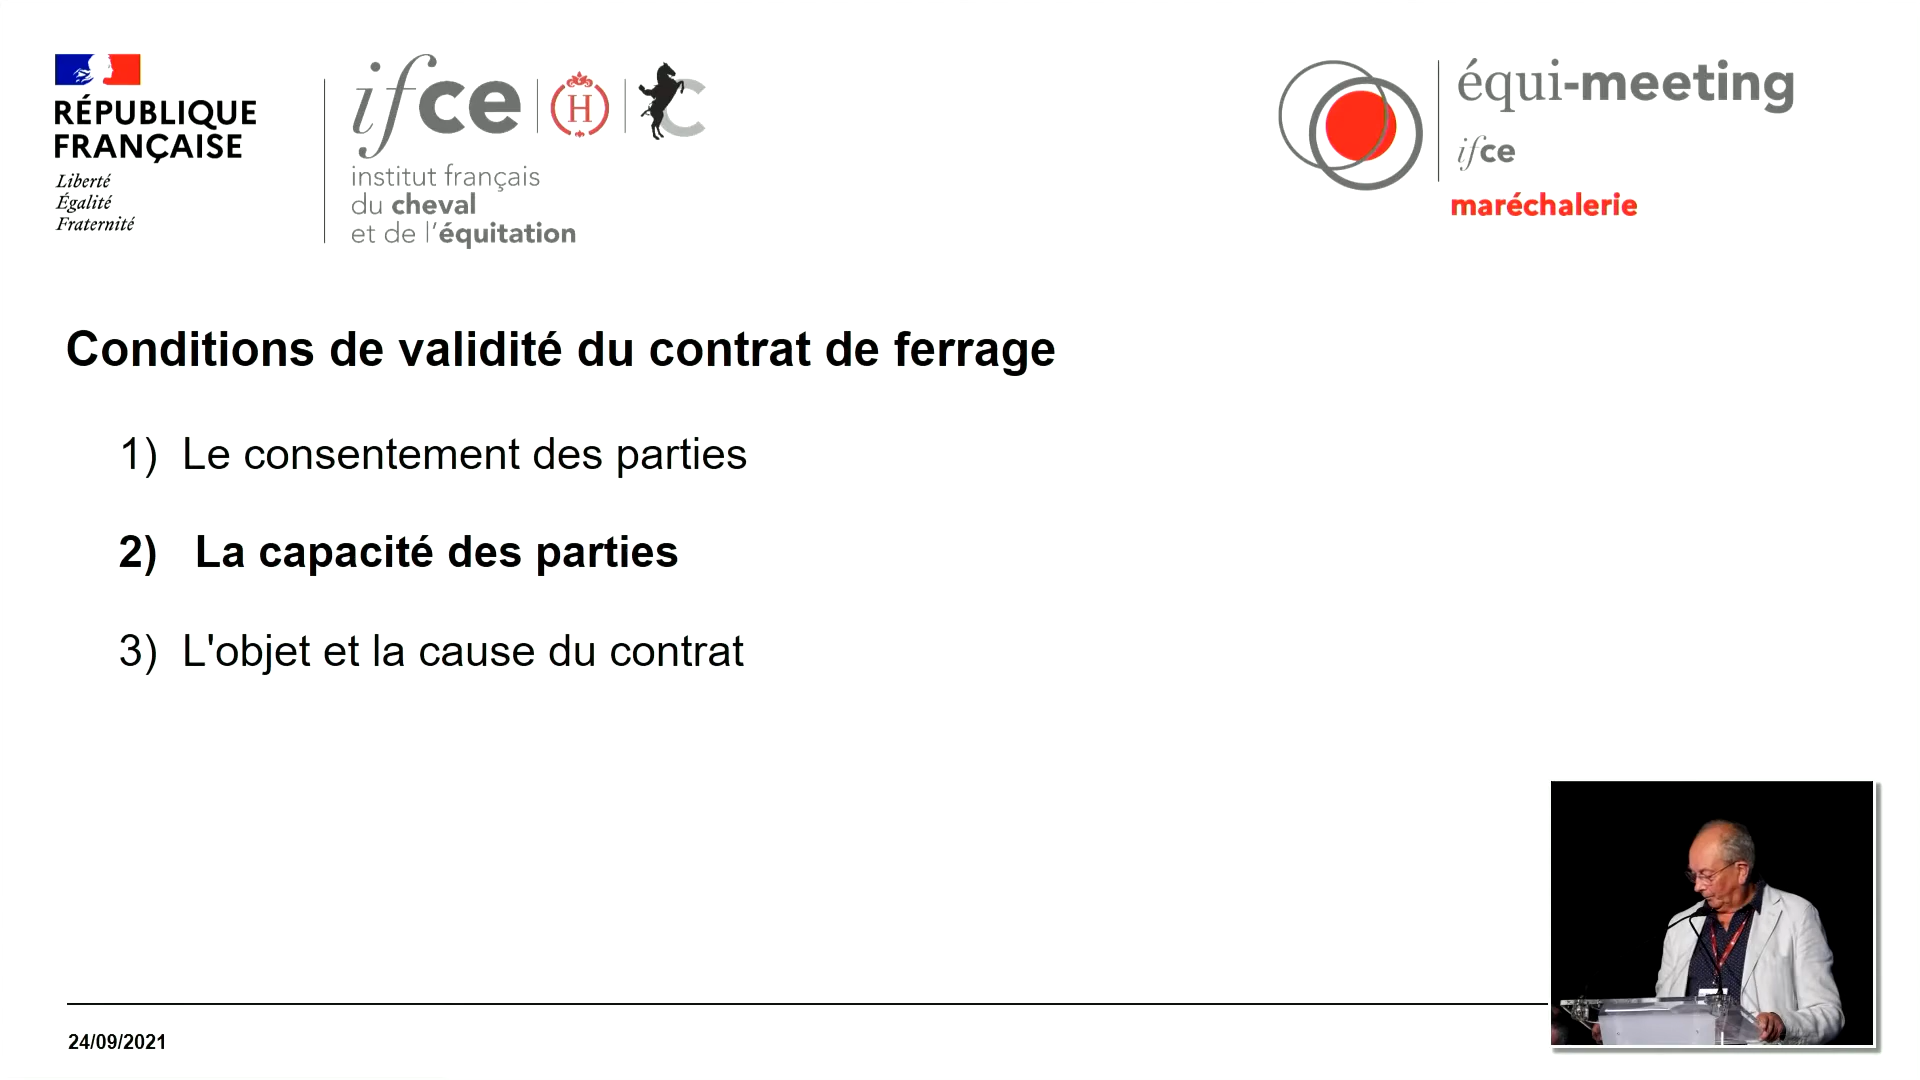 RÉPUBLIQUE
FRANÇAISE
Liberté
Égalité
Fraternité
ifce
H
C
institut français
du cheval
et de l'équitation
équi-meeting
ifce
maréchalerie
Conditions de validité du contrat de ferrage
1) Le consentement des parties
2) La capacité des parties
3) L'objet et la cause du contrat
24/09/2021